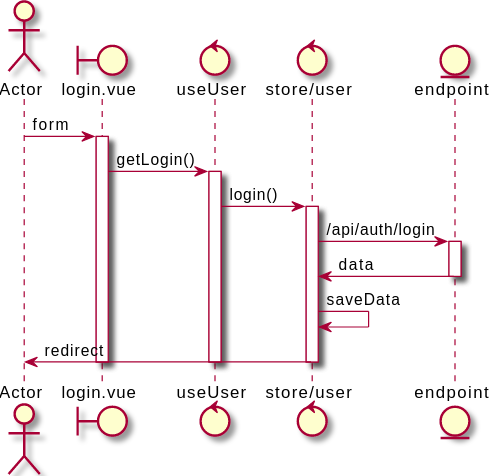 Actor login.vue useUser store/user endpoint
form
getLogin()
login()
/api/auth/login
data
saveData
redirect
Actor login.vue useUser store/user endpoint